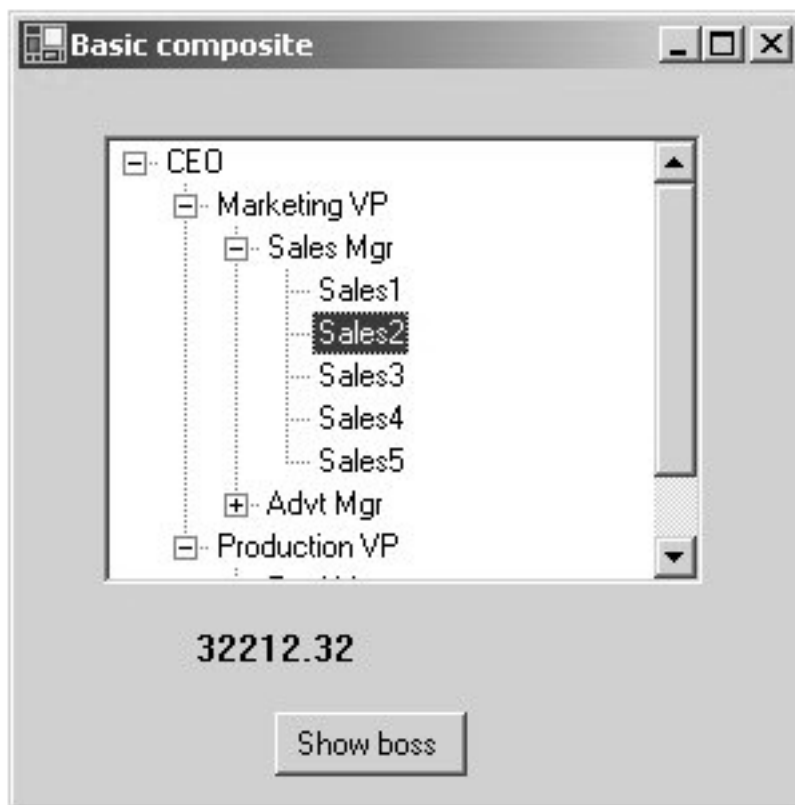 Basic composite
CEO
Marketing VP
Sales Mgr
Sales1
Sales2
Sales3
Sales4
Sales5
Advt Mgr
Production VP
32212.32
Show boss